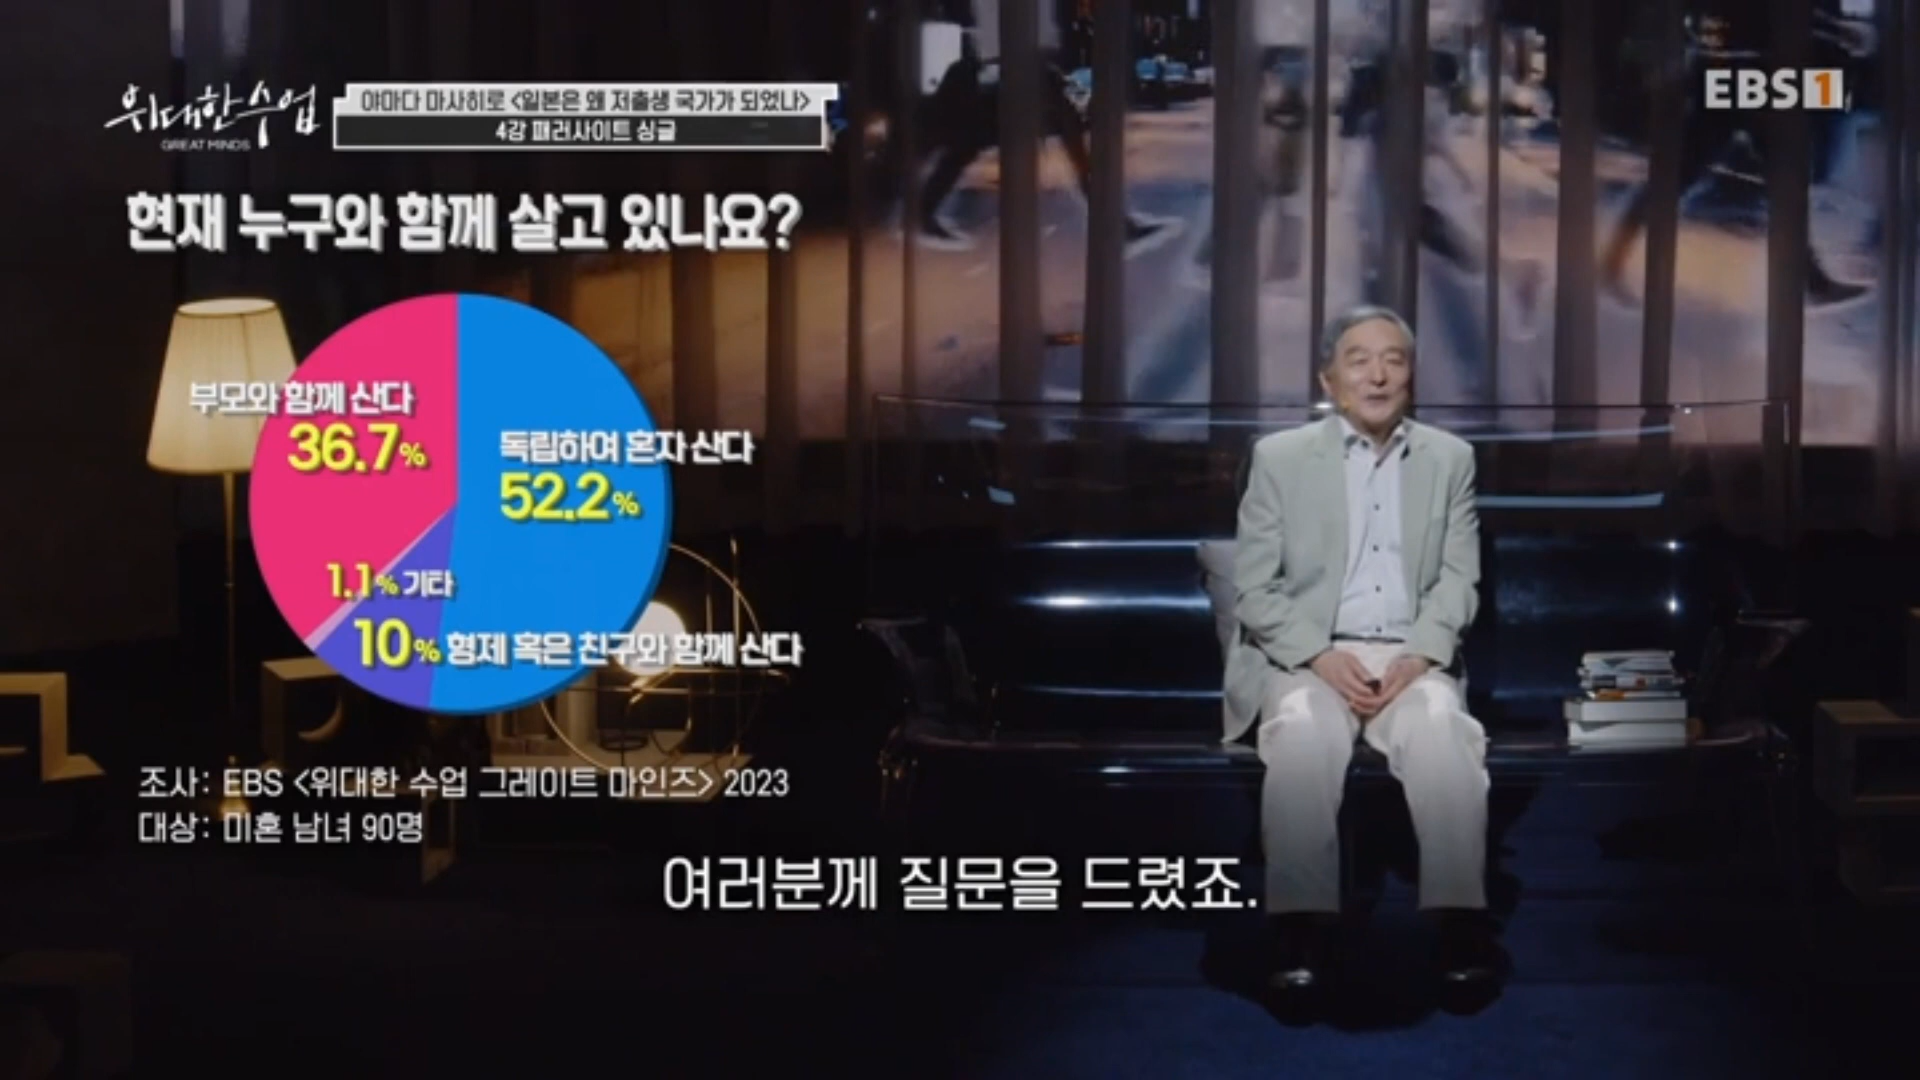 위대한 수업
GREAT MINDS
야마다 마사히로 <일본은 왜 저출생 국가가 되었나>
4강 패러사이트 싱글
EBS1
현재 누구와 함께 살고 있나요?
부모와 함께 산다
36.7%
독립하여 혼자 산다
52.2%
1.1% 기타
10% 형제 혹은 친구와 함께 산다
조사: EBS <위대한 수업 그레이트 마인즈> 2023
대상: 미혼 남녀 90명
여러분께 질문을 드렸죠.